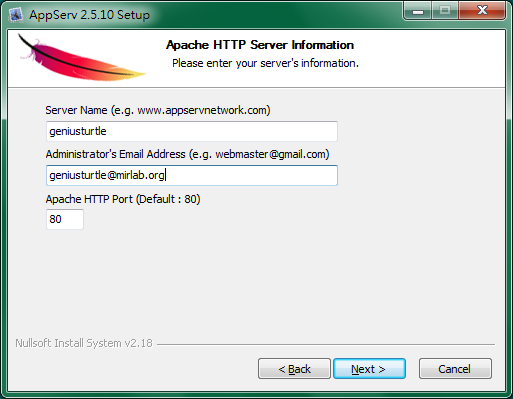 AppServ 2.5.10 Setup
Apache HTTP Server Information
Please enter your server's information.
Server Name (e.g. www.appservnetwork.com)
geniusturtle
Administrator's Email Address (e.g. webmaster@gmail.com)
geniusturtle@mirlab.org
Apache HTTP Port (Default : 80)
80
Nullsoft Install System v2.18
< Back
Next >
Cancel